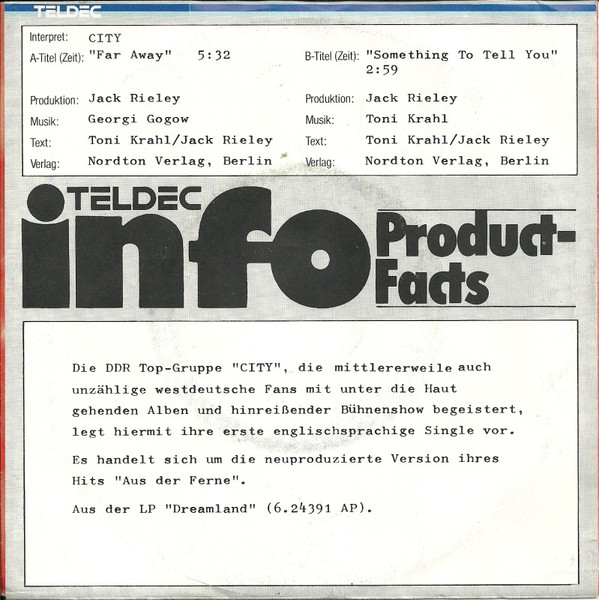 TELDEC
Interpret: CITY
A-Titel (Zeit): "Far Away" 5:32
B-Titel (Zeit): "Something To Tell You"
2:59
Produktion: Jack Rieley
Produktion: Jack Rieley
Musik: Georgi Gogow
Musik: Toni Krahl
Text: Toni Krahl/Jack Rieley
Text: Toni Krahl/Jack Rieley
Verlag: Nordton Verlag, Berlin
Verlag: Nordton Verlag, Berlin
TELDEC
info
Product-
Facts
Die DDR Top-Gruppe "CITY", die mittlererweile auch
unzählige westdeutsche Fans mit unter die Haut
gehenden Alben und hinreißender Bühnenshow begeistert,
legt hiermit ihre erste englischsprachige Single vor.
Es handelt sich um die neuproduzierte Version ihres
Hits "Aus der Ferne".
Aus der LP "Dreamland" (6.24391 AP).